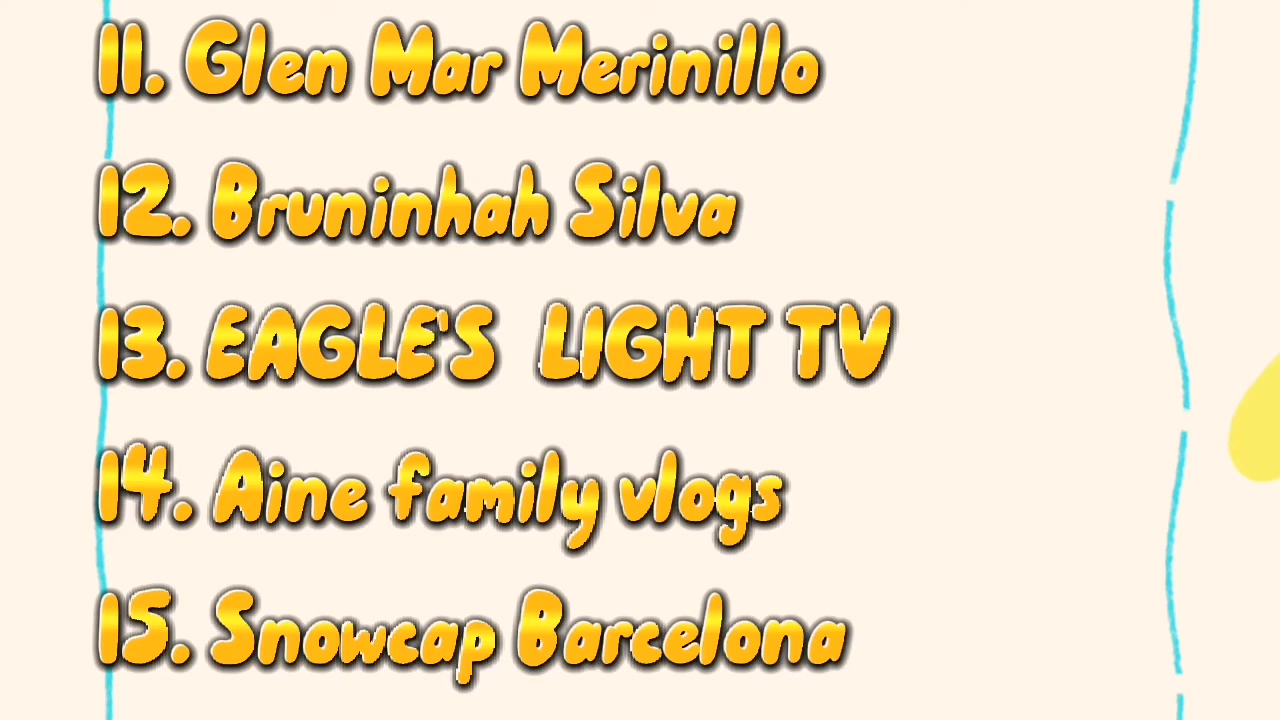 11. Glen Mar Merinillo
12. Bruninhah Silva
13. EAGLE'S LIGHT TV
14. Aine family vlogs
15. Snowcap Barcelona